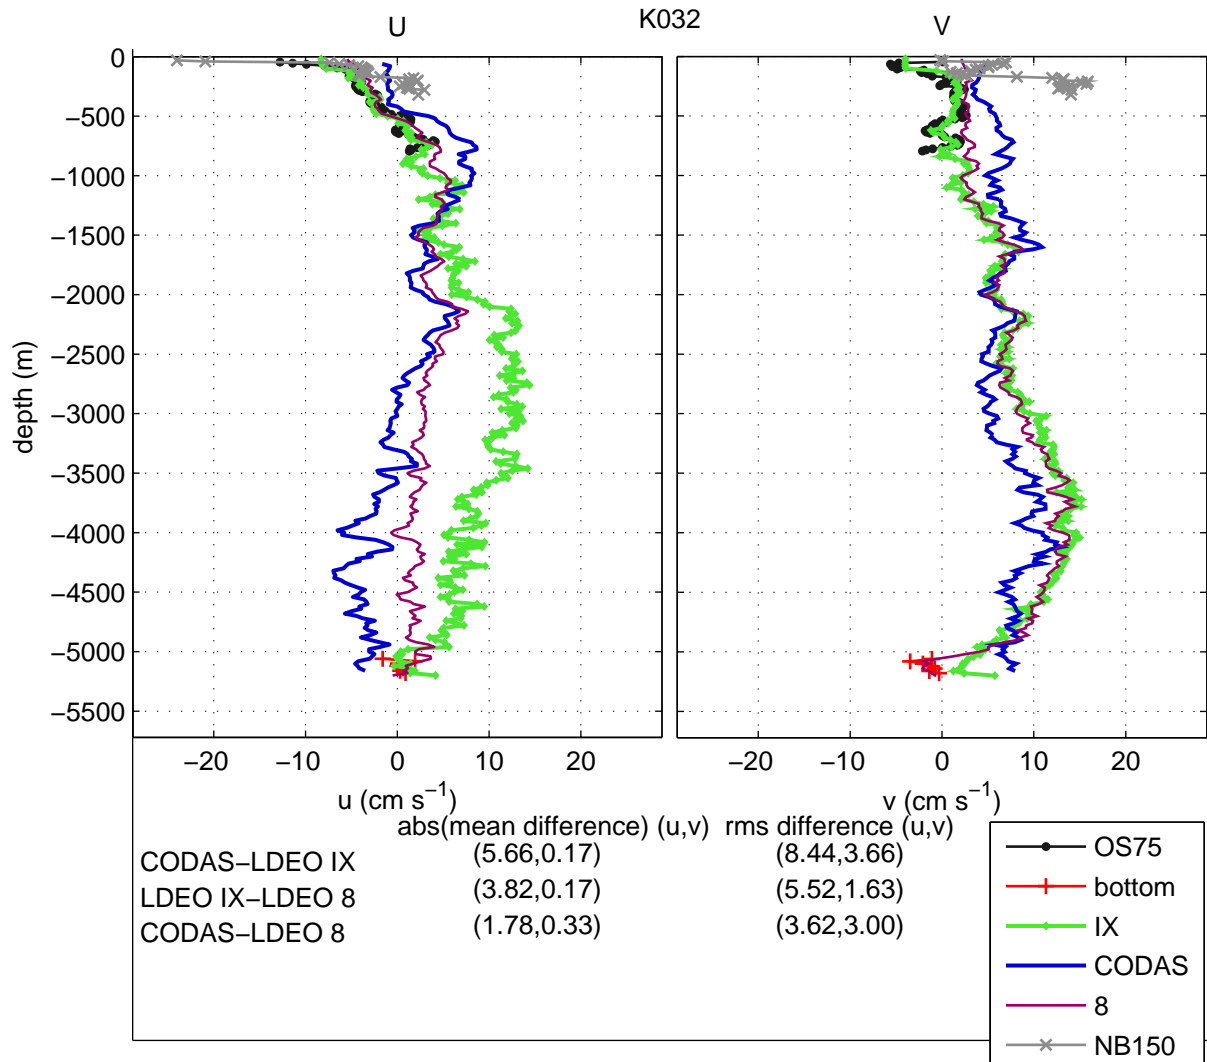 K032
U
V
0
−500
−1000
−1500
−2000
−2500
−3000
−3500
−4000
−4500
−5000
−5500
depth (m)
−20 −10 0 10 20
−20 −10 0 10 20
u (cm s⁻¹)
v (cm s⁻¹)
abs(mean difference) (u,v) rms difference (u,v)
CODAS−LDEO IX (5.66,0.17) (8.44,3.66)
LDEO IX−LDEO 8 (3.82,0.17) (5.52,1.63)
CODAS−LDEO 8 (1.78,0.33) (3.62,3.00)
OS75
bottom
IX
CODAS
8
NB150